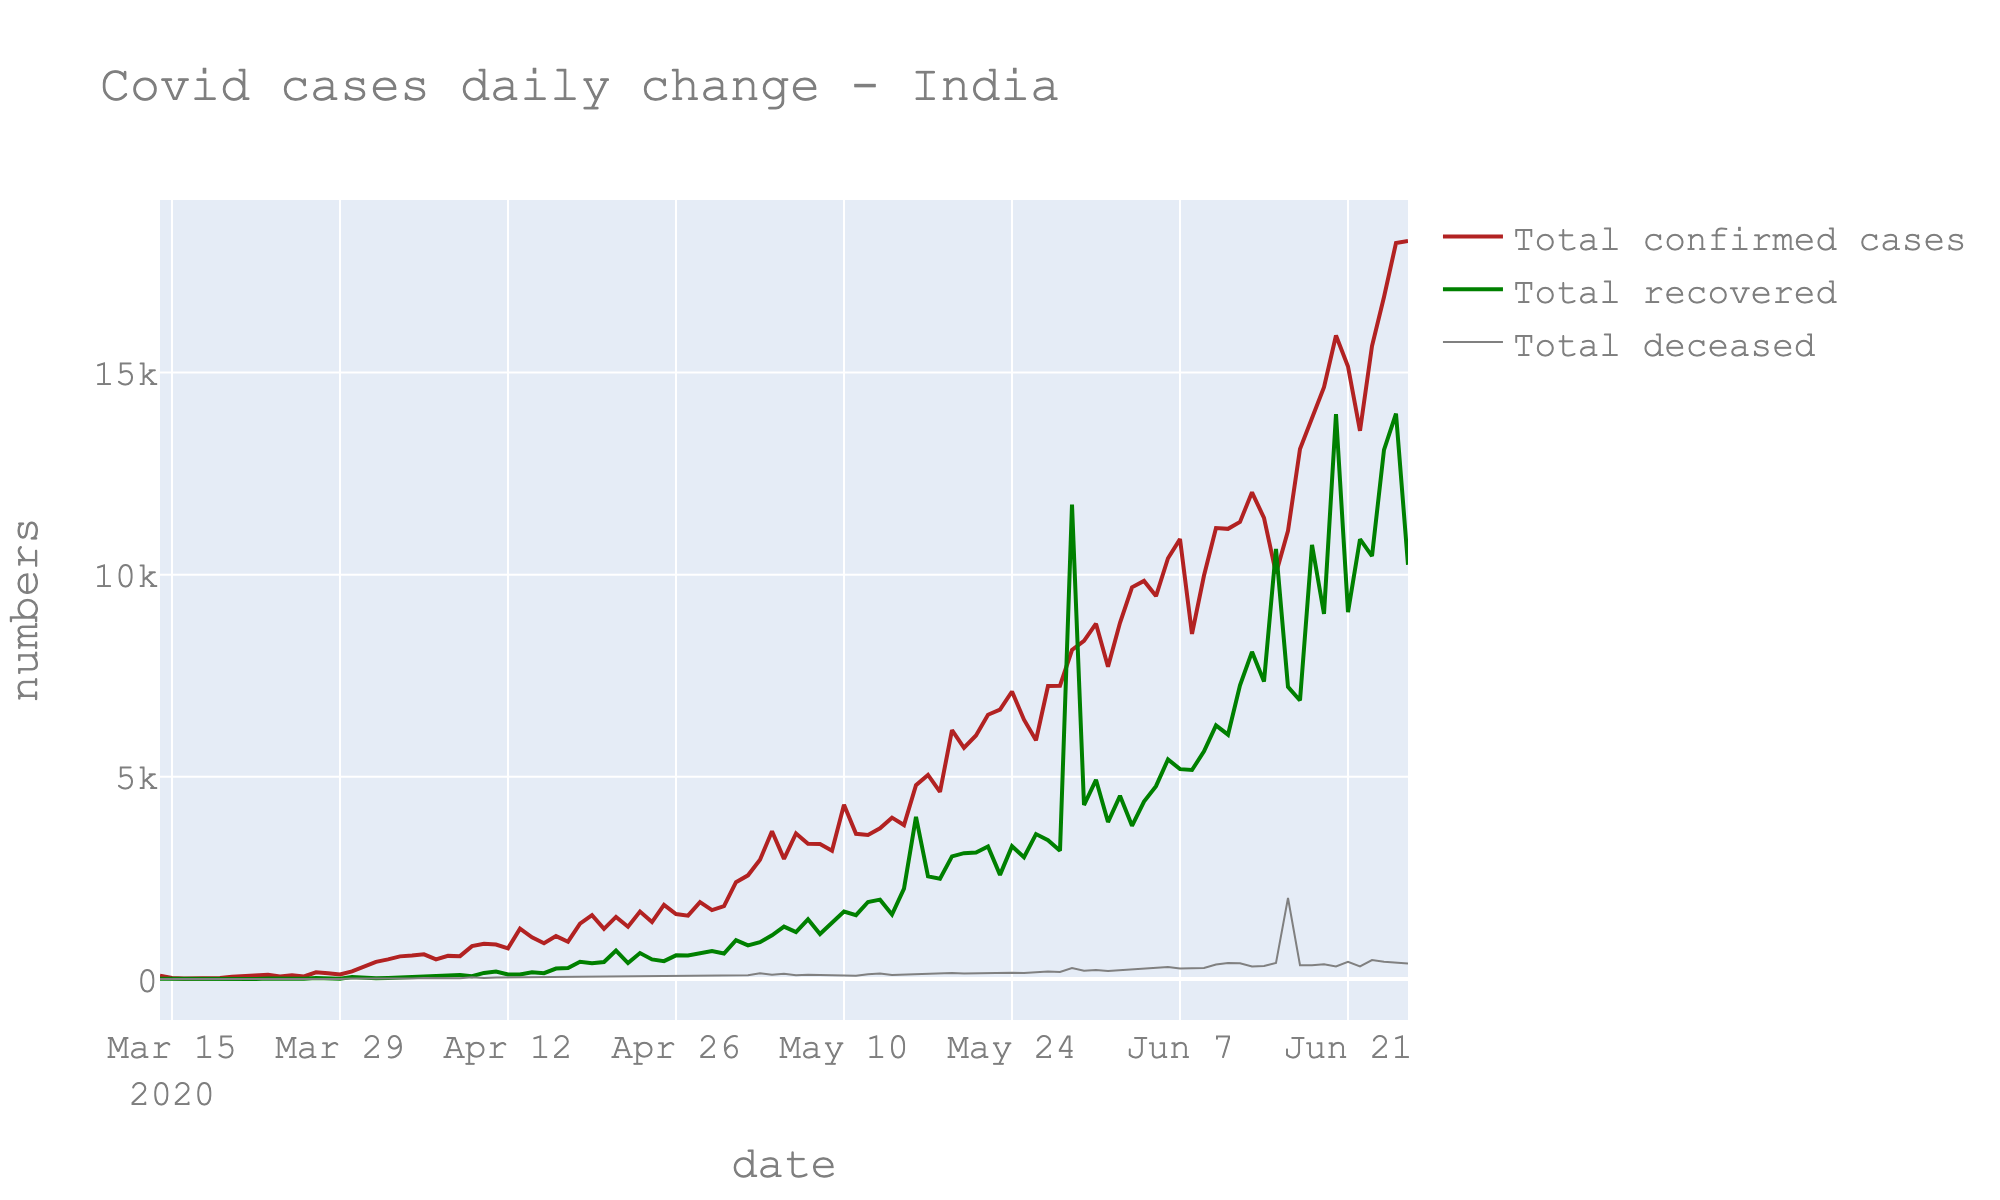 Covid cases daily change - India
Total confirmed cases
Total recovered
Total deceased
numbers
15k
10k
5k
0
Mar 15
2020
Mar 29
Apr 12
Apr 26
May 10
May 24
Jun 7
Jun 21
date